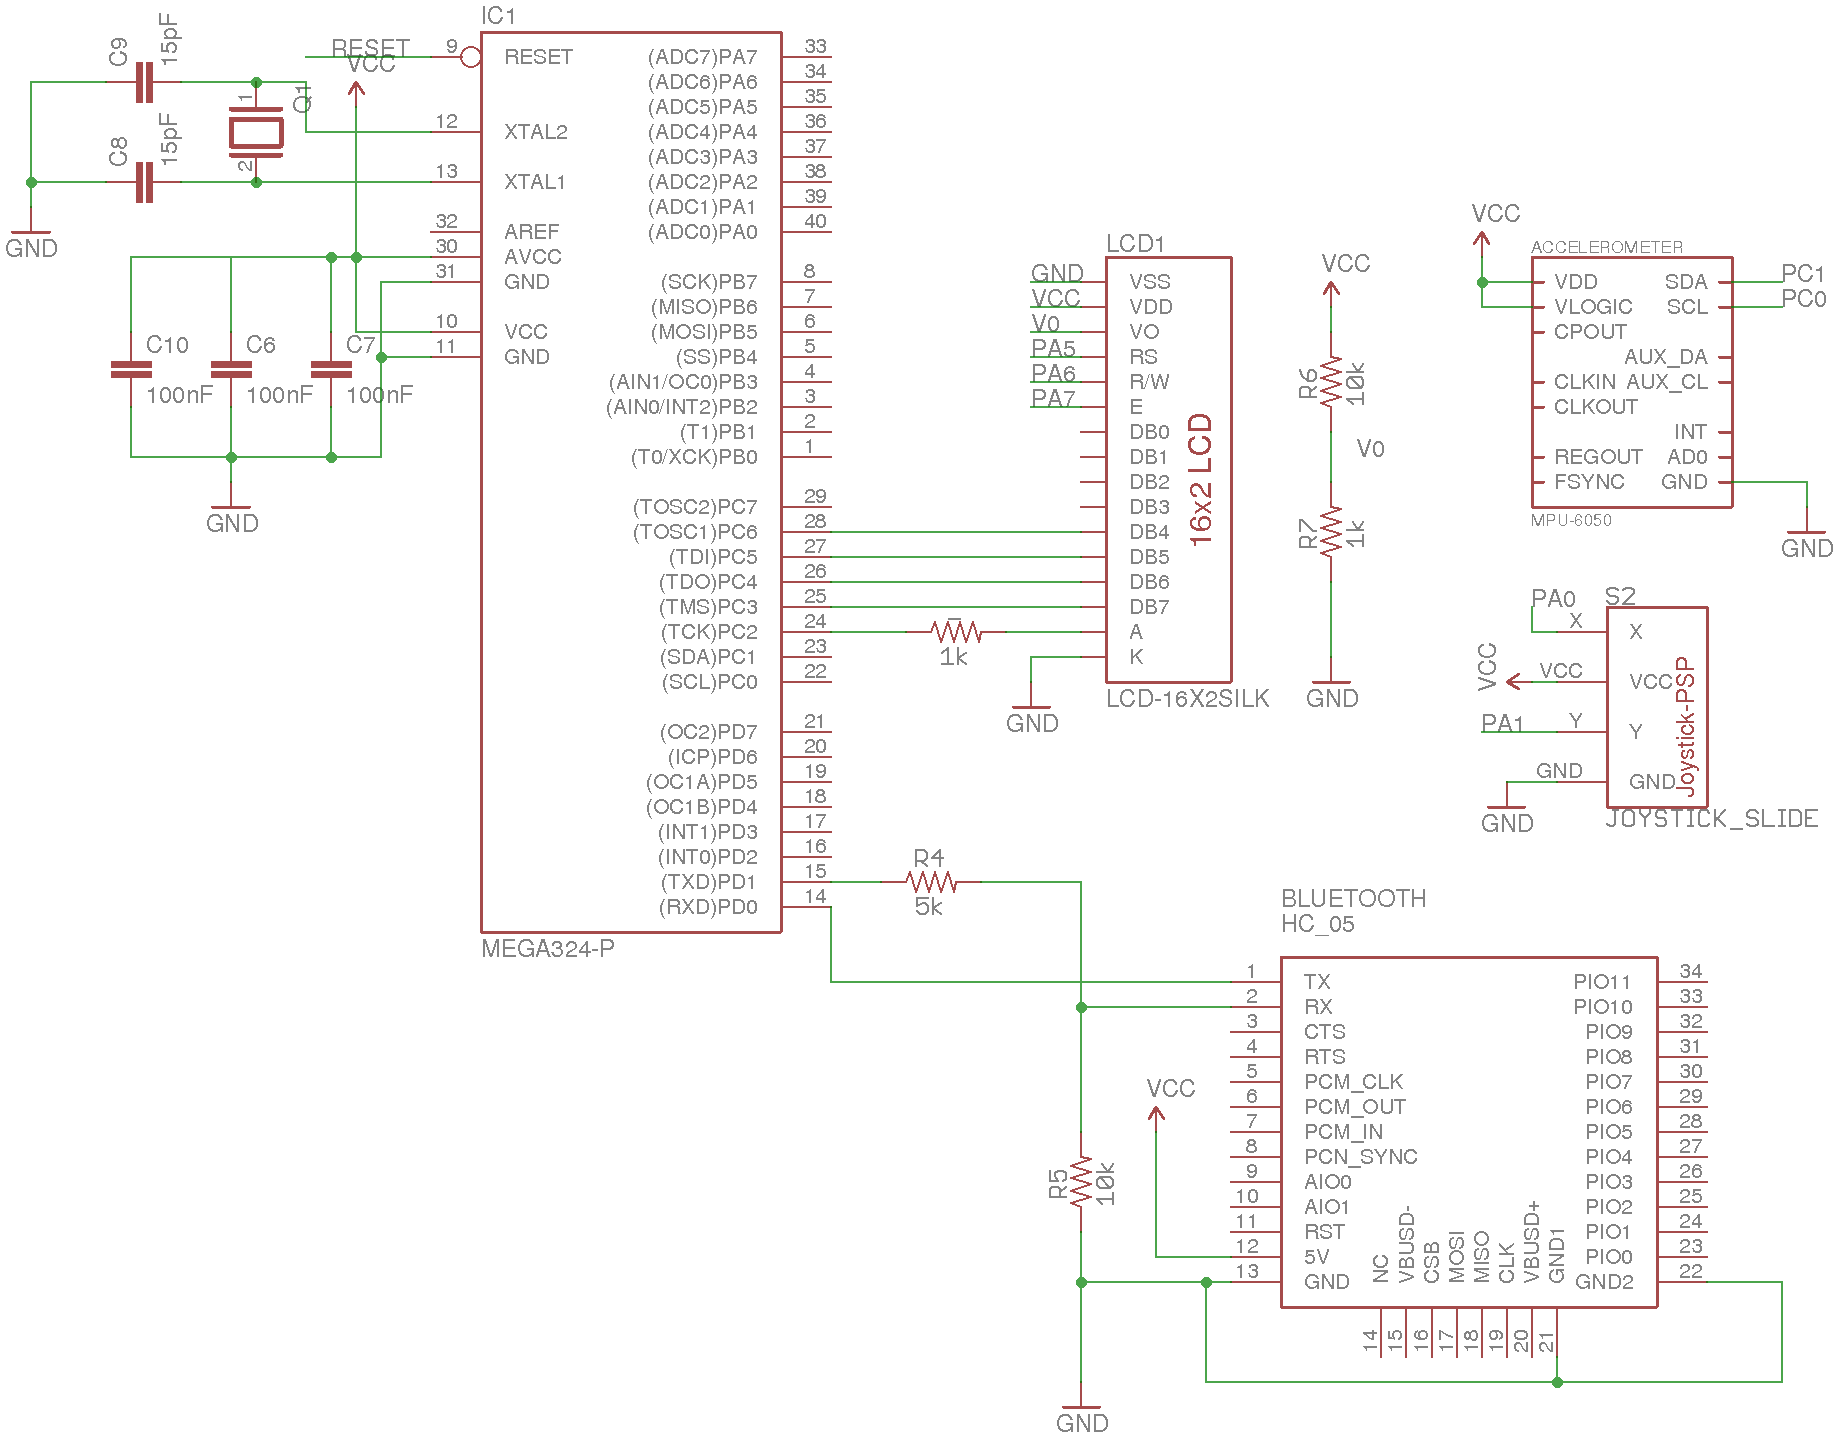 IC1
C9
15pF
C8
15pF
1
Q1
2
GND
RESET
VCC
9
12
13
32
30
31
10
11
RESET
XTAL2
XTAL1
AREF
AVCC
GND
VCC
GND
C10
100nF
C6
100nF
C7
100nF
GND
(ADC7)PA7 33
(ADC6)PA6 34
(ADC5)PA5 35
(ADC4)PA4 36
(ADC3)PA3 37
(ADC2)PA2 38
(ADC1)PA1 39
(ADC0)PA0 40
(SCK)PB7 8
(MISO)PB6 7
(MOSI)PB5 6
(SS)PB4 5
(AIN1/OC0)PB3 4
(AIN0/INT2)PB2 3
(T1)PB1 2
(T0/XCK)PB0 1
(TOSC2)PC7 29
(TOSC1)PC6 28
(TDI)PC5 27
(TDO)PC4 26
(TMS)PC3 25
(TCK)PC2 24
(SDA)PC1 23
(SCL)PC0 22
(OC2)PD7 21
(ICP)PD6 20
(OC1A)PD5 19
(OC1B)PD4 18
(INT1)PD3 17
(INT0)PD2 16
(TXD)PD1 15
(RXD)PD0 14
MEGA324-P
1k
R4
5k
LCD1
GND VSS
VCC VDD
V0 VO
PA5 RS
PA6 R/W
PA7 E
DB0
DB1
DB2
DB3
DB4
DB5
DB6
DB7
A
K
16x2 LCD
LCD-16X2SILK
GND
VCC
R6
10k
V0
R7
1k
GND
VCC
ACCELEROMETER
VDD
VLOGIC
CPOUT
CLKIN
CLKOUT
REGOUT
FSYNC
SDA PC1
SCL PC0
AUX_DA
AUX_CL
INT
AD0
GND
MPU-6050
GND
S2
PA0 X X
VCC VCC VCC
PA1 Y Y
GND GND
Joystick-PSP
GND
JOYSTICK_SLIDE
BLUETOOTH
HC_05
1 TX
2 RX
3 CTS
4 RTS
5 PCM_CLK
6 PCM_OUT
7 PCM_IN
8 PCN_SYNC
9 AIO0
10 AIO1
11 RST
12 5V
13 GND
NC 14
VBUSD- 15
CSB 16
MOSI 17
MISO 18
CLK 19
VBUSD+ 20
GND1 21
PIO11 34
PIO10 33
PIO9 32
PIO8 31
PIO7 30
PIO6 29
PIO5 28
PIO4 27
PIO3 26
PIO2 25
PIO1 24
PIO0 23
GND2 22
VCC
R5
10k
GND